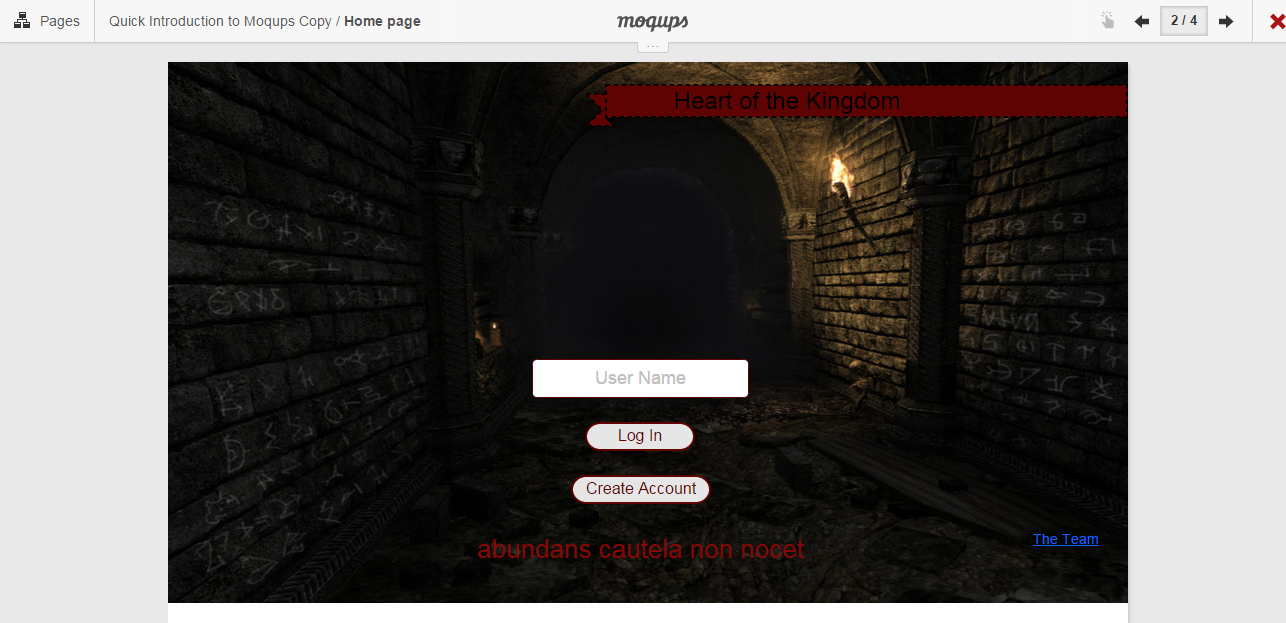 Pages
Quick Introduction to Moqups Copy / Home page
moqups
2 / 4
...
Heart of the Kingdom
User Name
Log In
Create Account
abundans cautela non nocet
The Team